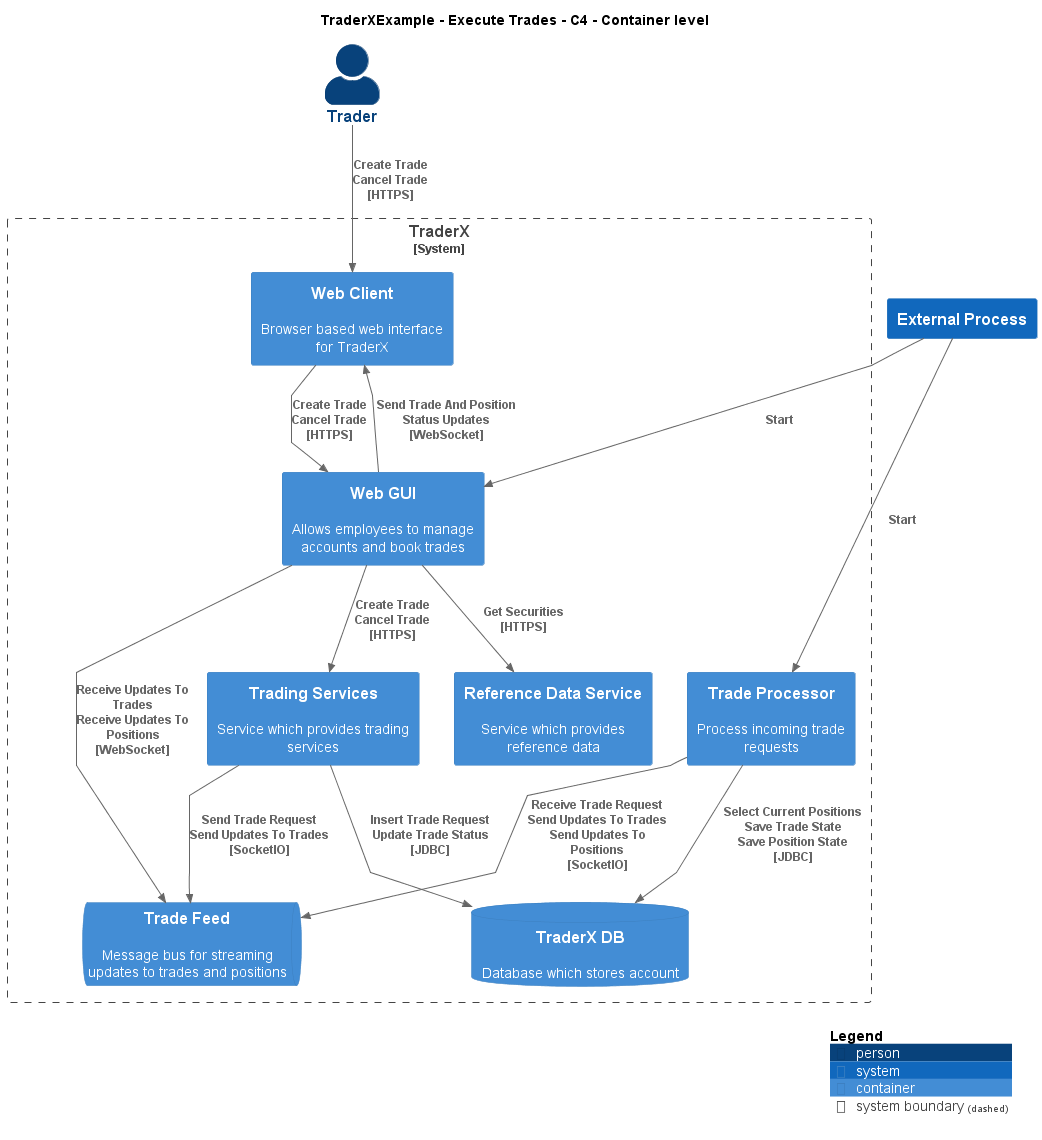 TraderXExample - Execute Trades - C4 - Container level
Trader
Create Trade
Cancel Trade
[HTTPS]
TraderX
[System]
Web Client
Browser based web interface
for TraderX
External Process
Create Trade
Cancel Trade
[HTTPS]
Send Trade And Position
Status Updates
[WebSocket]
Start
Web GUI
Allows employees to manage
accounts and book trades
Start
Create Trade
Cancel Trade
[HTTPS]
Get Securities
[HTTPS]
Receive Updates To
Trades
Receive Updates To
Positions
[WebSocket]
Trading Services
Service which provides trading
services
Reference Data Service
Service which provides
reference data
Trade Processor
Process incoming trade
requests
Send Trade Request
Send Updates To Trades
[SocketIO]
Insert Trade Request
Update Trade Status
[JDBC]
Receive Trade Request
Send Updates To Trades
Send Updates To
Positions
[SocketIO]
Select Current Positions
Save Trade State
Save Position State
[JDBC]
Trade Feed
Message bus for streaming
updates to trades and positions
TraderX DB
Database which stores account
Legend
person
system
container
system boundary (dashed)